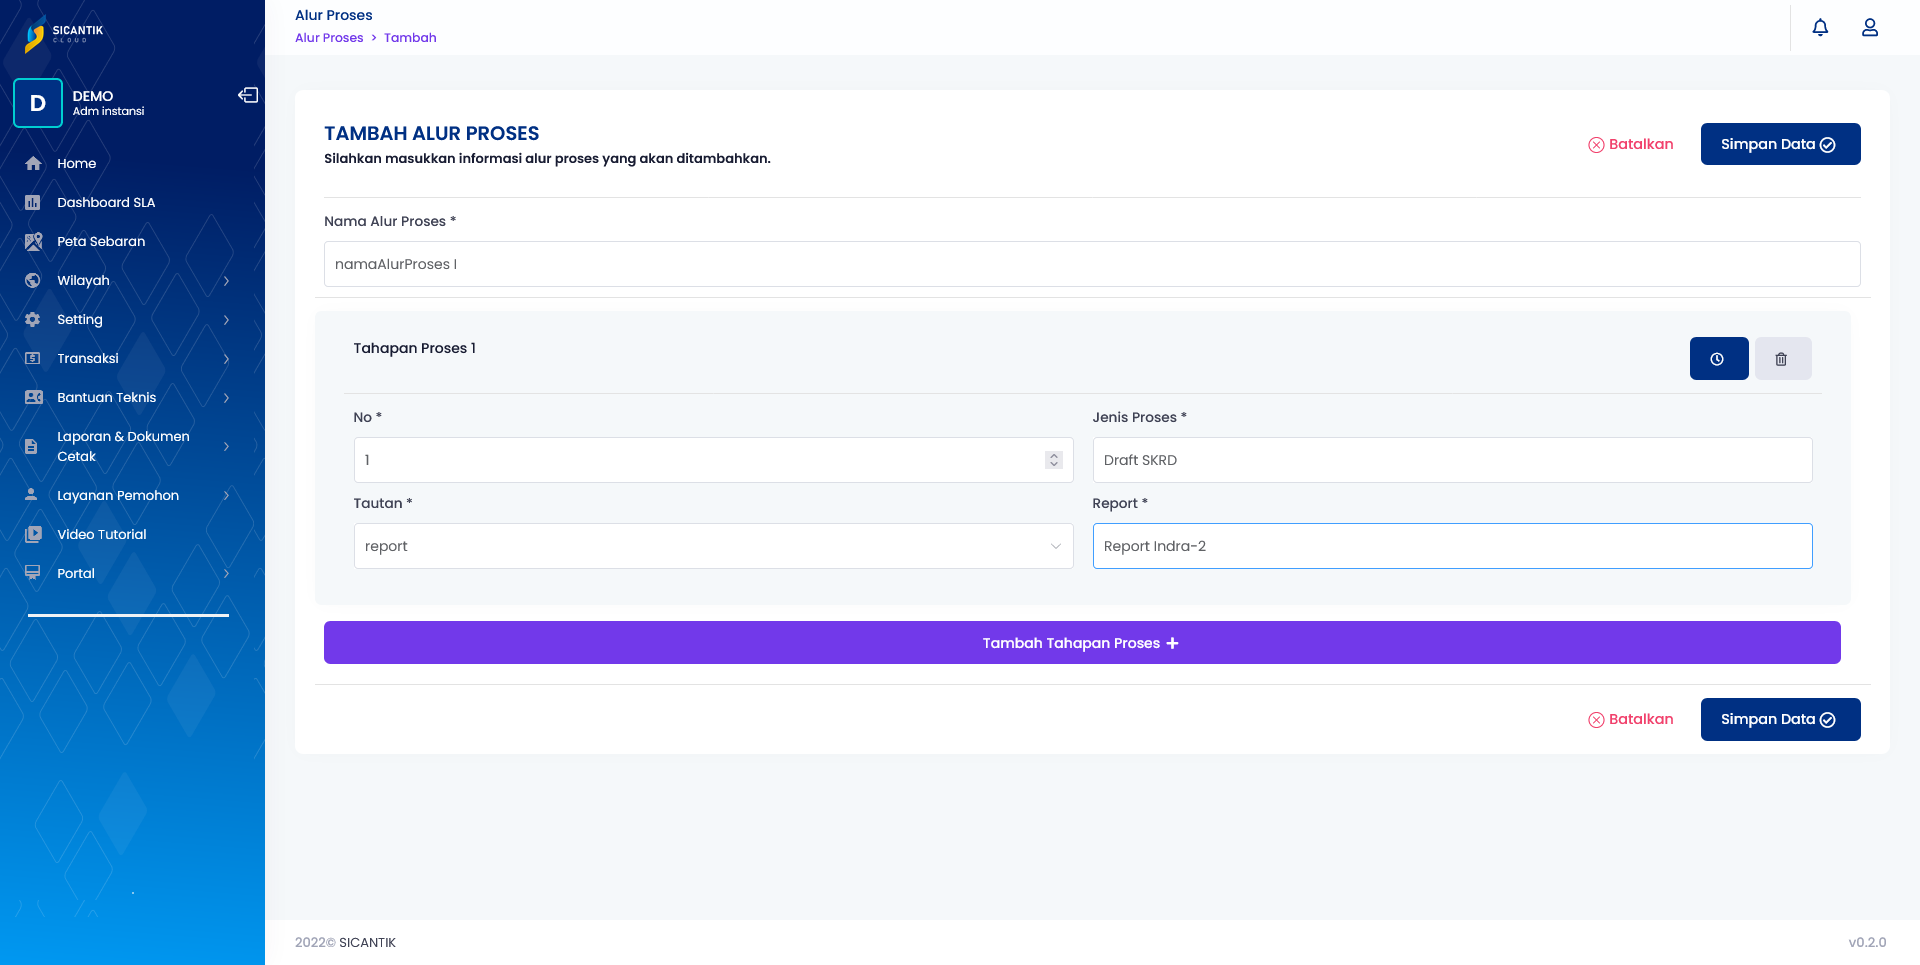 SICANTIK
CLOUD
D
DEMO
Adm instansi
Home
Dashboard SLA
Peta Sebaran
Wilayah
Setting
Transaksi
Bantuan Teknis
Laporan & Dokumen
Cetak
Layanan Pemohon
Video Tutorial
Portal
Alur Proses
Alur Proses > Tambah
TAMBAH ALUR PROSES
Silahkan masukkan informasi alur proses yang akan ditambahkan.
Batalkan
Simpan Data
Nama Alur Proses *
namaAlurProses I
Tahapan Proses 1
No *
1
Jenis Proses *
Draft SKRD
Tautan *
report
Report *
Report Indra-2
Tambah Tahapan Proses +
Batalkan
Simpan Data
2022© SICANTIK
v0.2.0